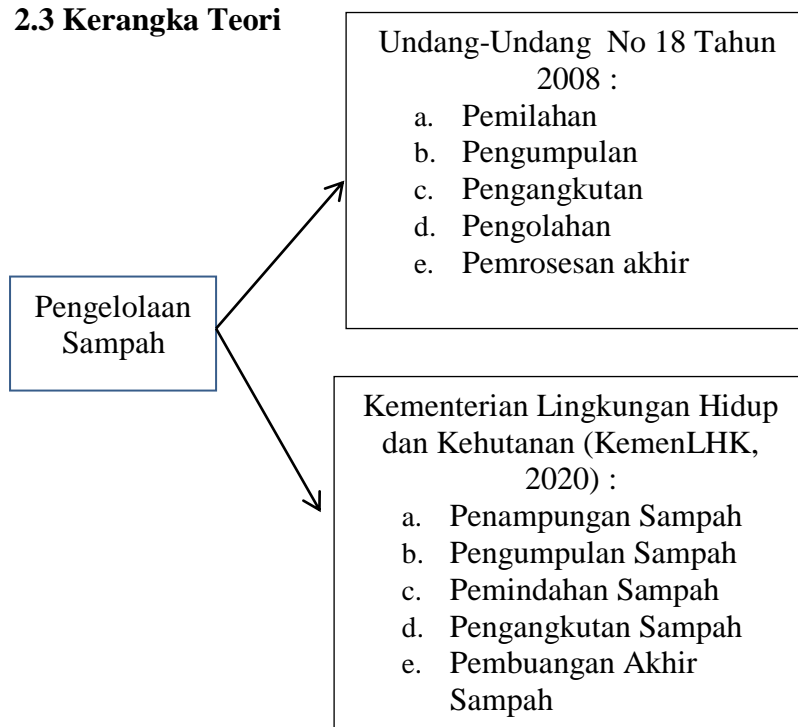 2.3 Kerangka Teori
Undang-Undang No 18 Tahun
2008 :
a. Pemilahan
b. Pengumpulan
c. Pengangkutan
d. Pengolahan
e. Pemrosesan akhir
Pengelolaan
Sampah
Kementerian Lingkungan Hidup
dan Kehutanan (KemenLHK,
2020) :
a. Penampungan Sampah
b. Pengumpulan Sampah
c. Pemindahan Sampah
d. Pengangkutan Sampah
e. Pembuangan Akhir
Sampah